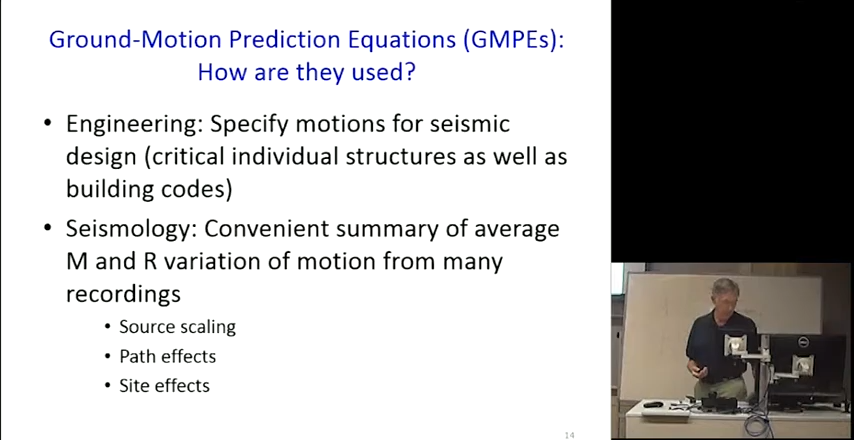 Ground-Motion Prediction Equations (GMPEs):
How are they used?
• Engineering: Specify motions for seismic
design (critical individual structures as well as
building codes)
• Seismology: Convenient summary of average
M and R variation of motion from many
recordings
• Source scaling
• Path effects
• Site effects
14